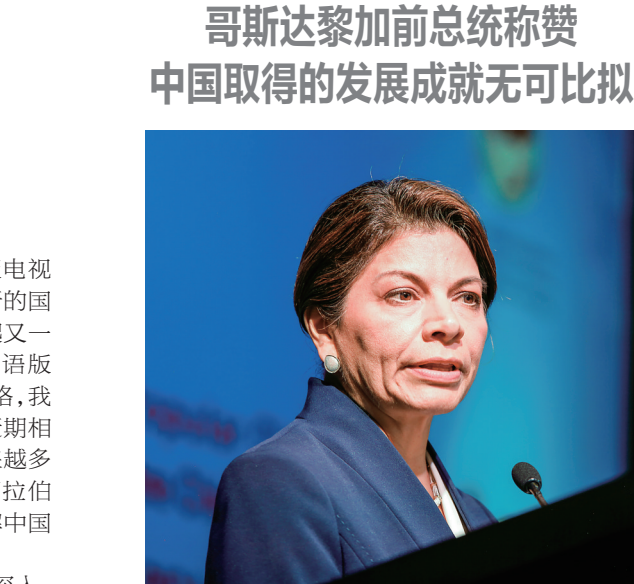 哥斯达黎加前总统称赞
中国取得的发展成就无可比拟
电视
的国
又一
语版
络,我
期相
越多
拉伯
中国